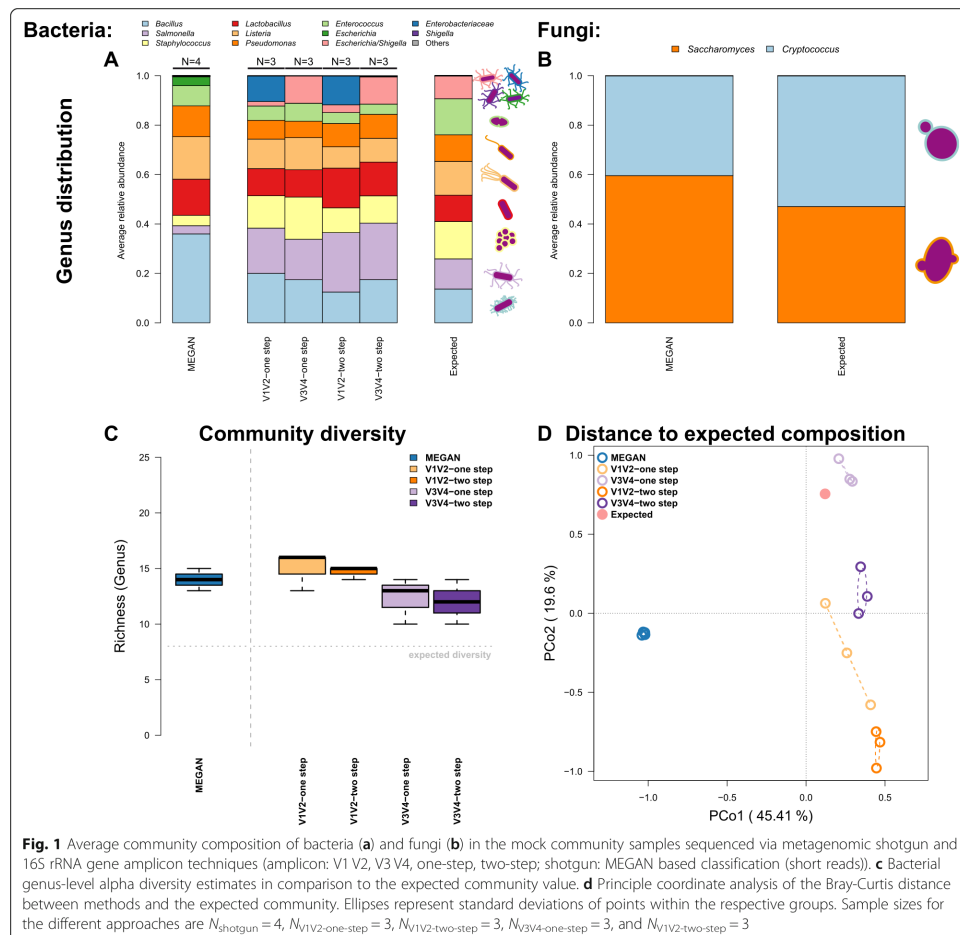 Bacteria:
Bacillus
Salmonella
Staphylococcus
Lactobacillus
Listeria
Pseudomonas
Enterococcus
Escherichia
Escherichia/Shigella
Enterobacteriaceae
Shigella
Others
Fungi:
Saccharomyces
Cryptococcus
A
N=4
N=3
N=3
N=3
N=3
Genus distribution
Average relative abundance
1.0
0.8
0.6
0.4
0.2
0.0
MEGAN
V1V2−one step
V3V4−one step
V1V2−two step
V3V4−two step
Expected
B
Average relative abundance
1.0
0.8
0.6
0.4
0.2
0.0
MEGAN
Expected
C Community diversity
Richness (Genus)
25
20
15
10
5
0
MEGAN
V1V2−one step
V1V2−two step
V3V4−one step
V3V4−two step
expected diversity
MEGAN
V1V2−one step
V1V2−two step
V3V4−one step
V3V4−two step
D Distance to expected composition
MEGAN
V1V2−one step
V3V4−one step
V1V2−two step
V3V4−two step
Expected
PCo2 ( 19.6 %)
1.0
0.5
0.0
−0.5
−1.0
−1.0
−0.5
0.0
0.5
PCo1 ( 45.41 %)
Fig. 1 Average community composition of bacteria (a) and fungi (b) in the mock community samples sequenced via metagenomic shotgun and
16S rRNA gene amplicon techniques (amplicon: V1 V2, V3 V4, one-step, two-step; shotgun: MEGAN based classification (short reads)). c Bacterial
genus-level alpha diversity estimates in comparison to the expected community value. d Principle coordinate analysis of the Bray-Curtis distance
between methods and the expected community. Ellipses represent standard deviations of points within the respective groups. Sample sizes for
the different approaches are Nshotgun = 4, NV1V2-one-step = 3, NV1V2-two-step = 3, NV3V4-one-step = 3, and NV1V2-two-step = 3